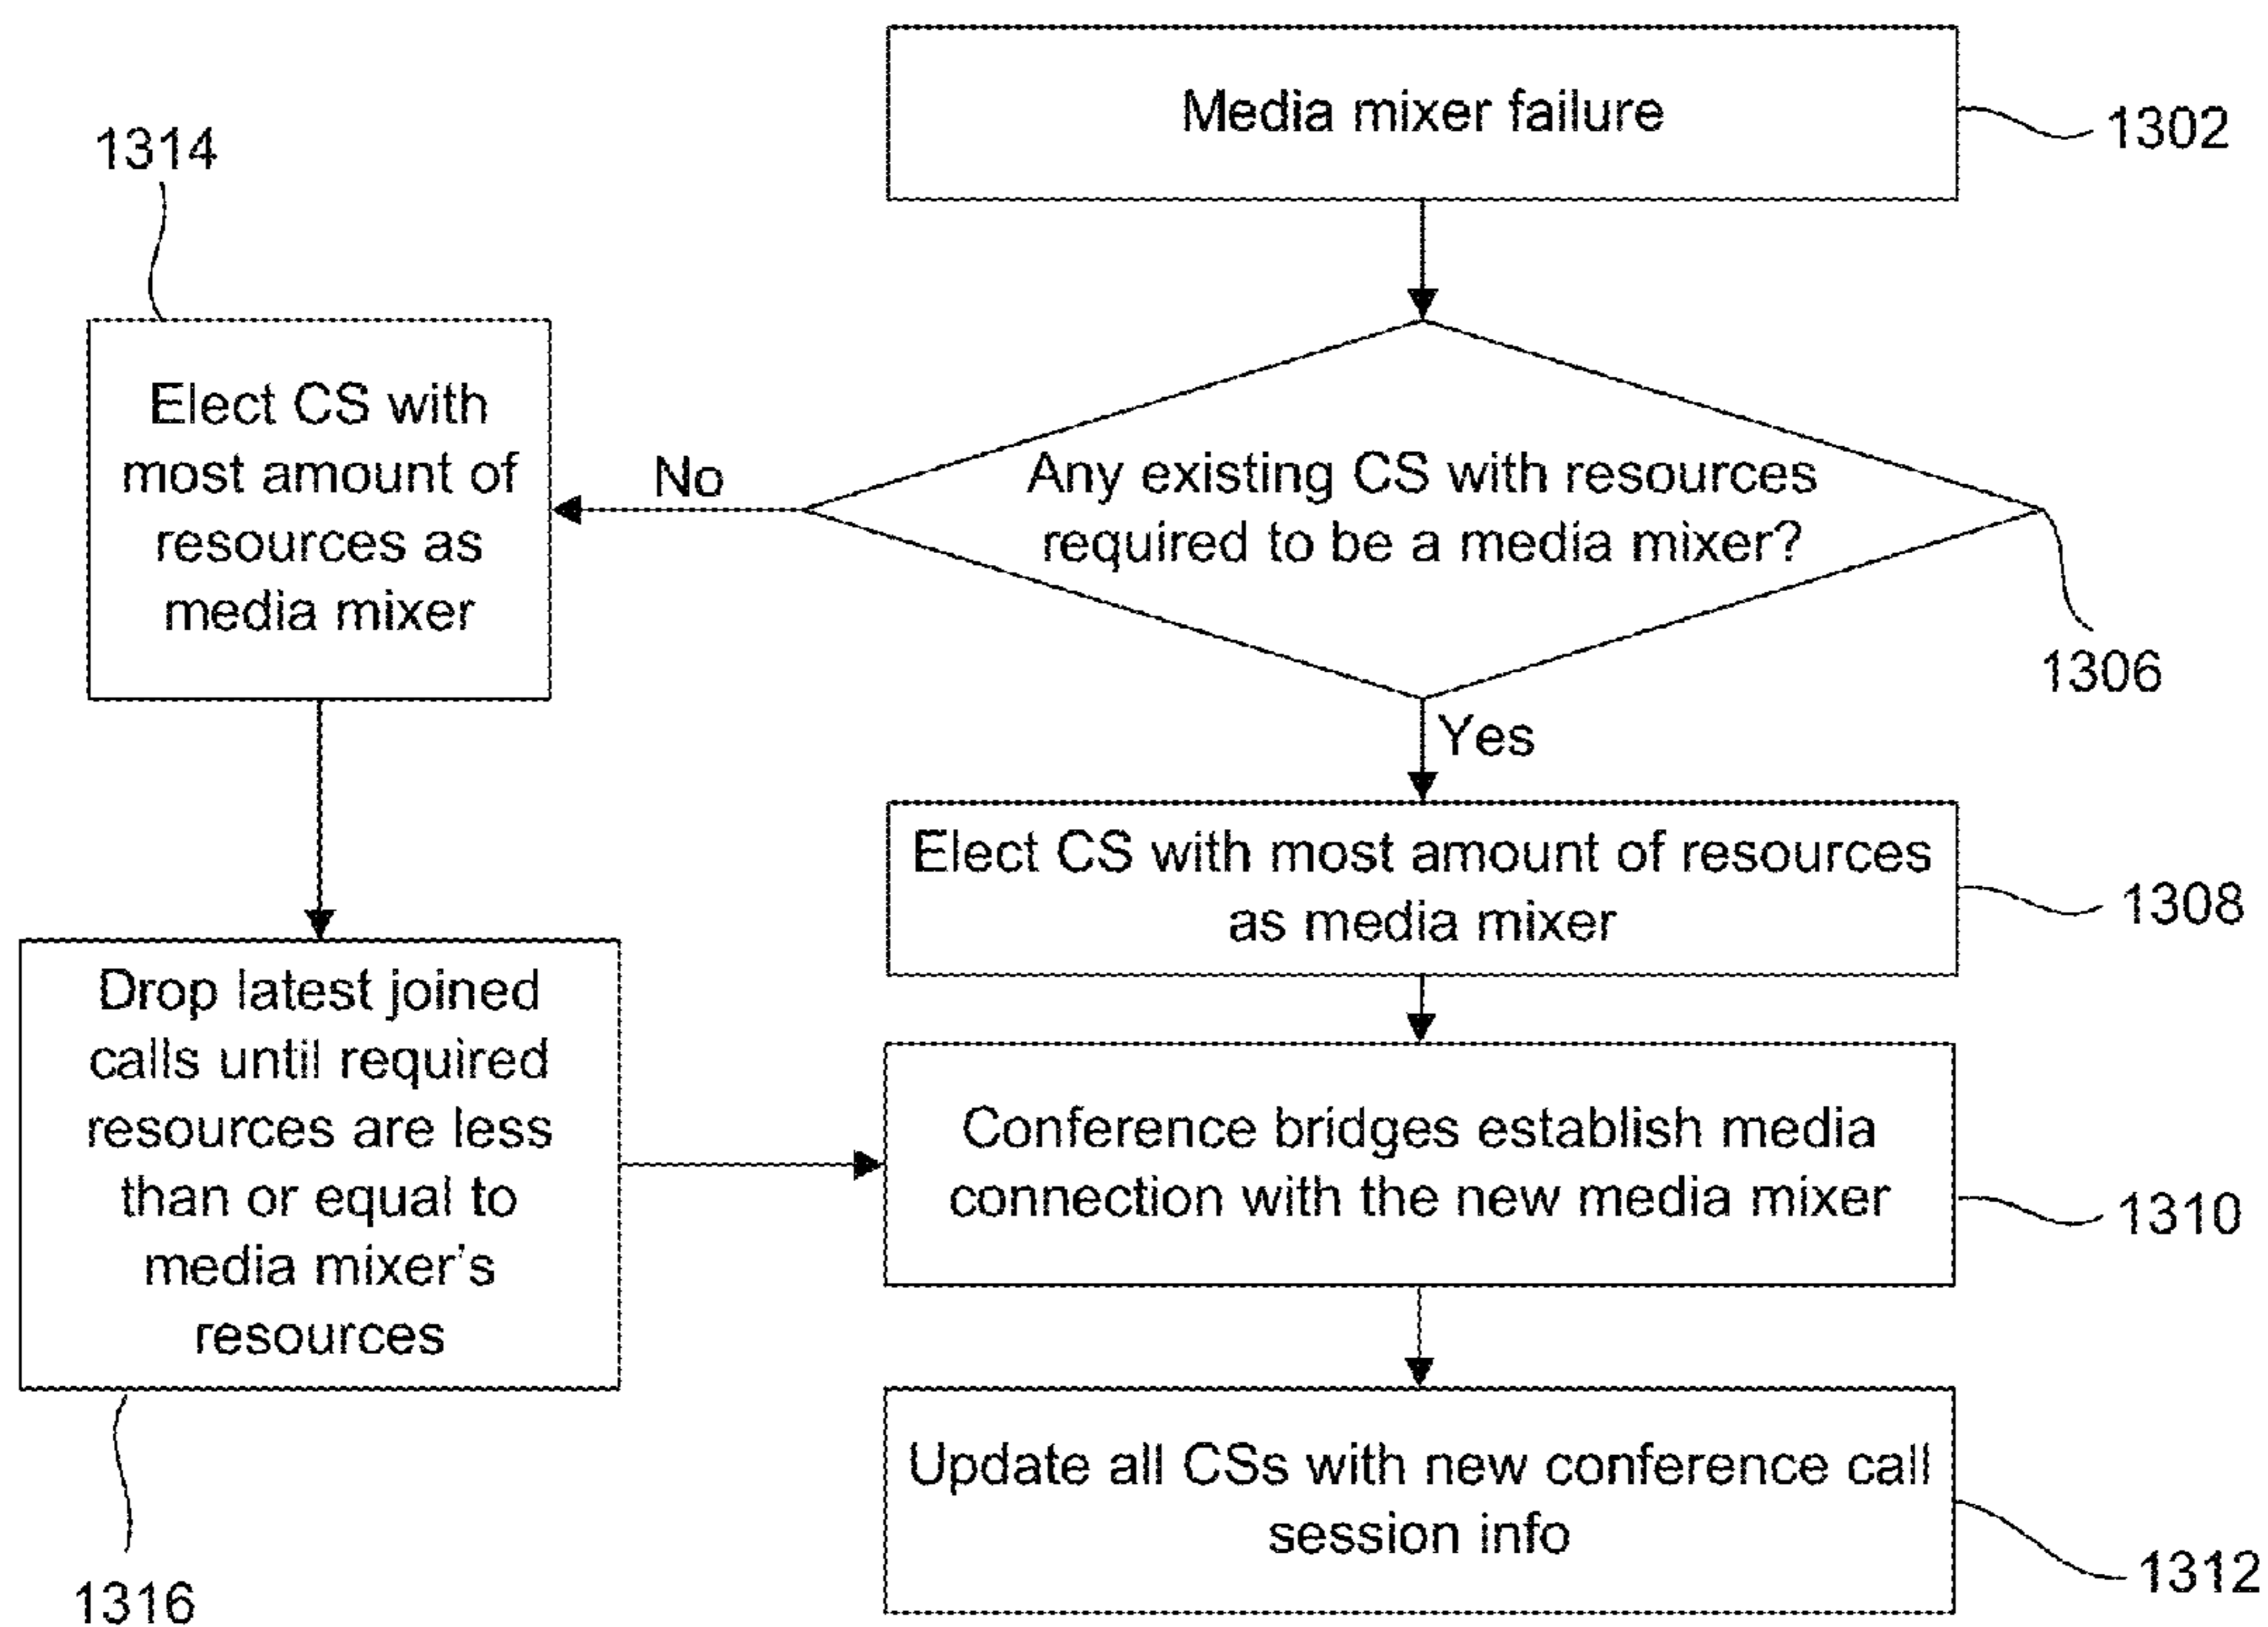 Media mixer failure
1302
1314
Elect CS with
most amount of
resources as
media mixer
No
Any existing CS with resources
required to be a media mixer?
1306
Yes
Elect CS with most amount of resources
as media mixer
1308
Drop latest joined
calls until required
resources are less
than or equal to
media mixer's
resources
1316
Conference bridges establish media
connection with the new media mixer
1310
Update all CSs with new conference call
session info
1312